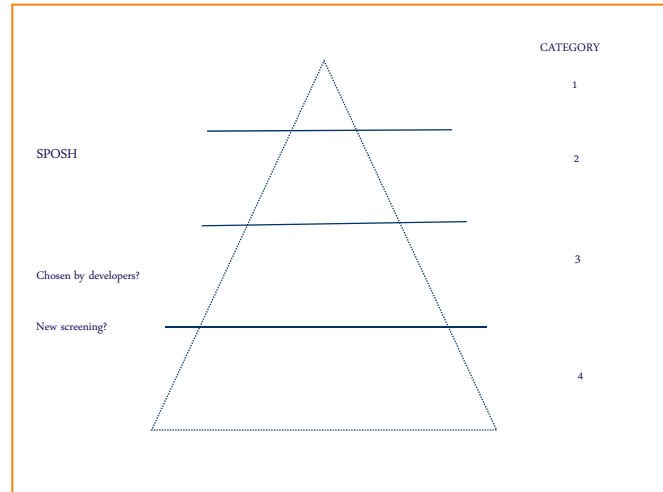 CATEGORY
1
SPOSH
2
3
Chosen by developers?
New screening?
4